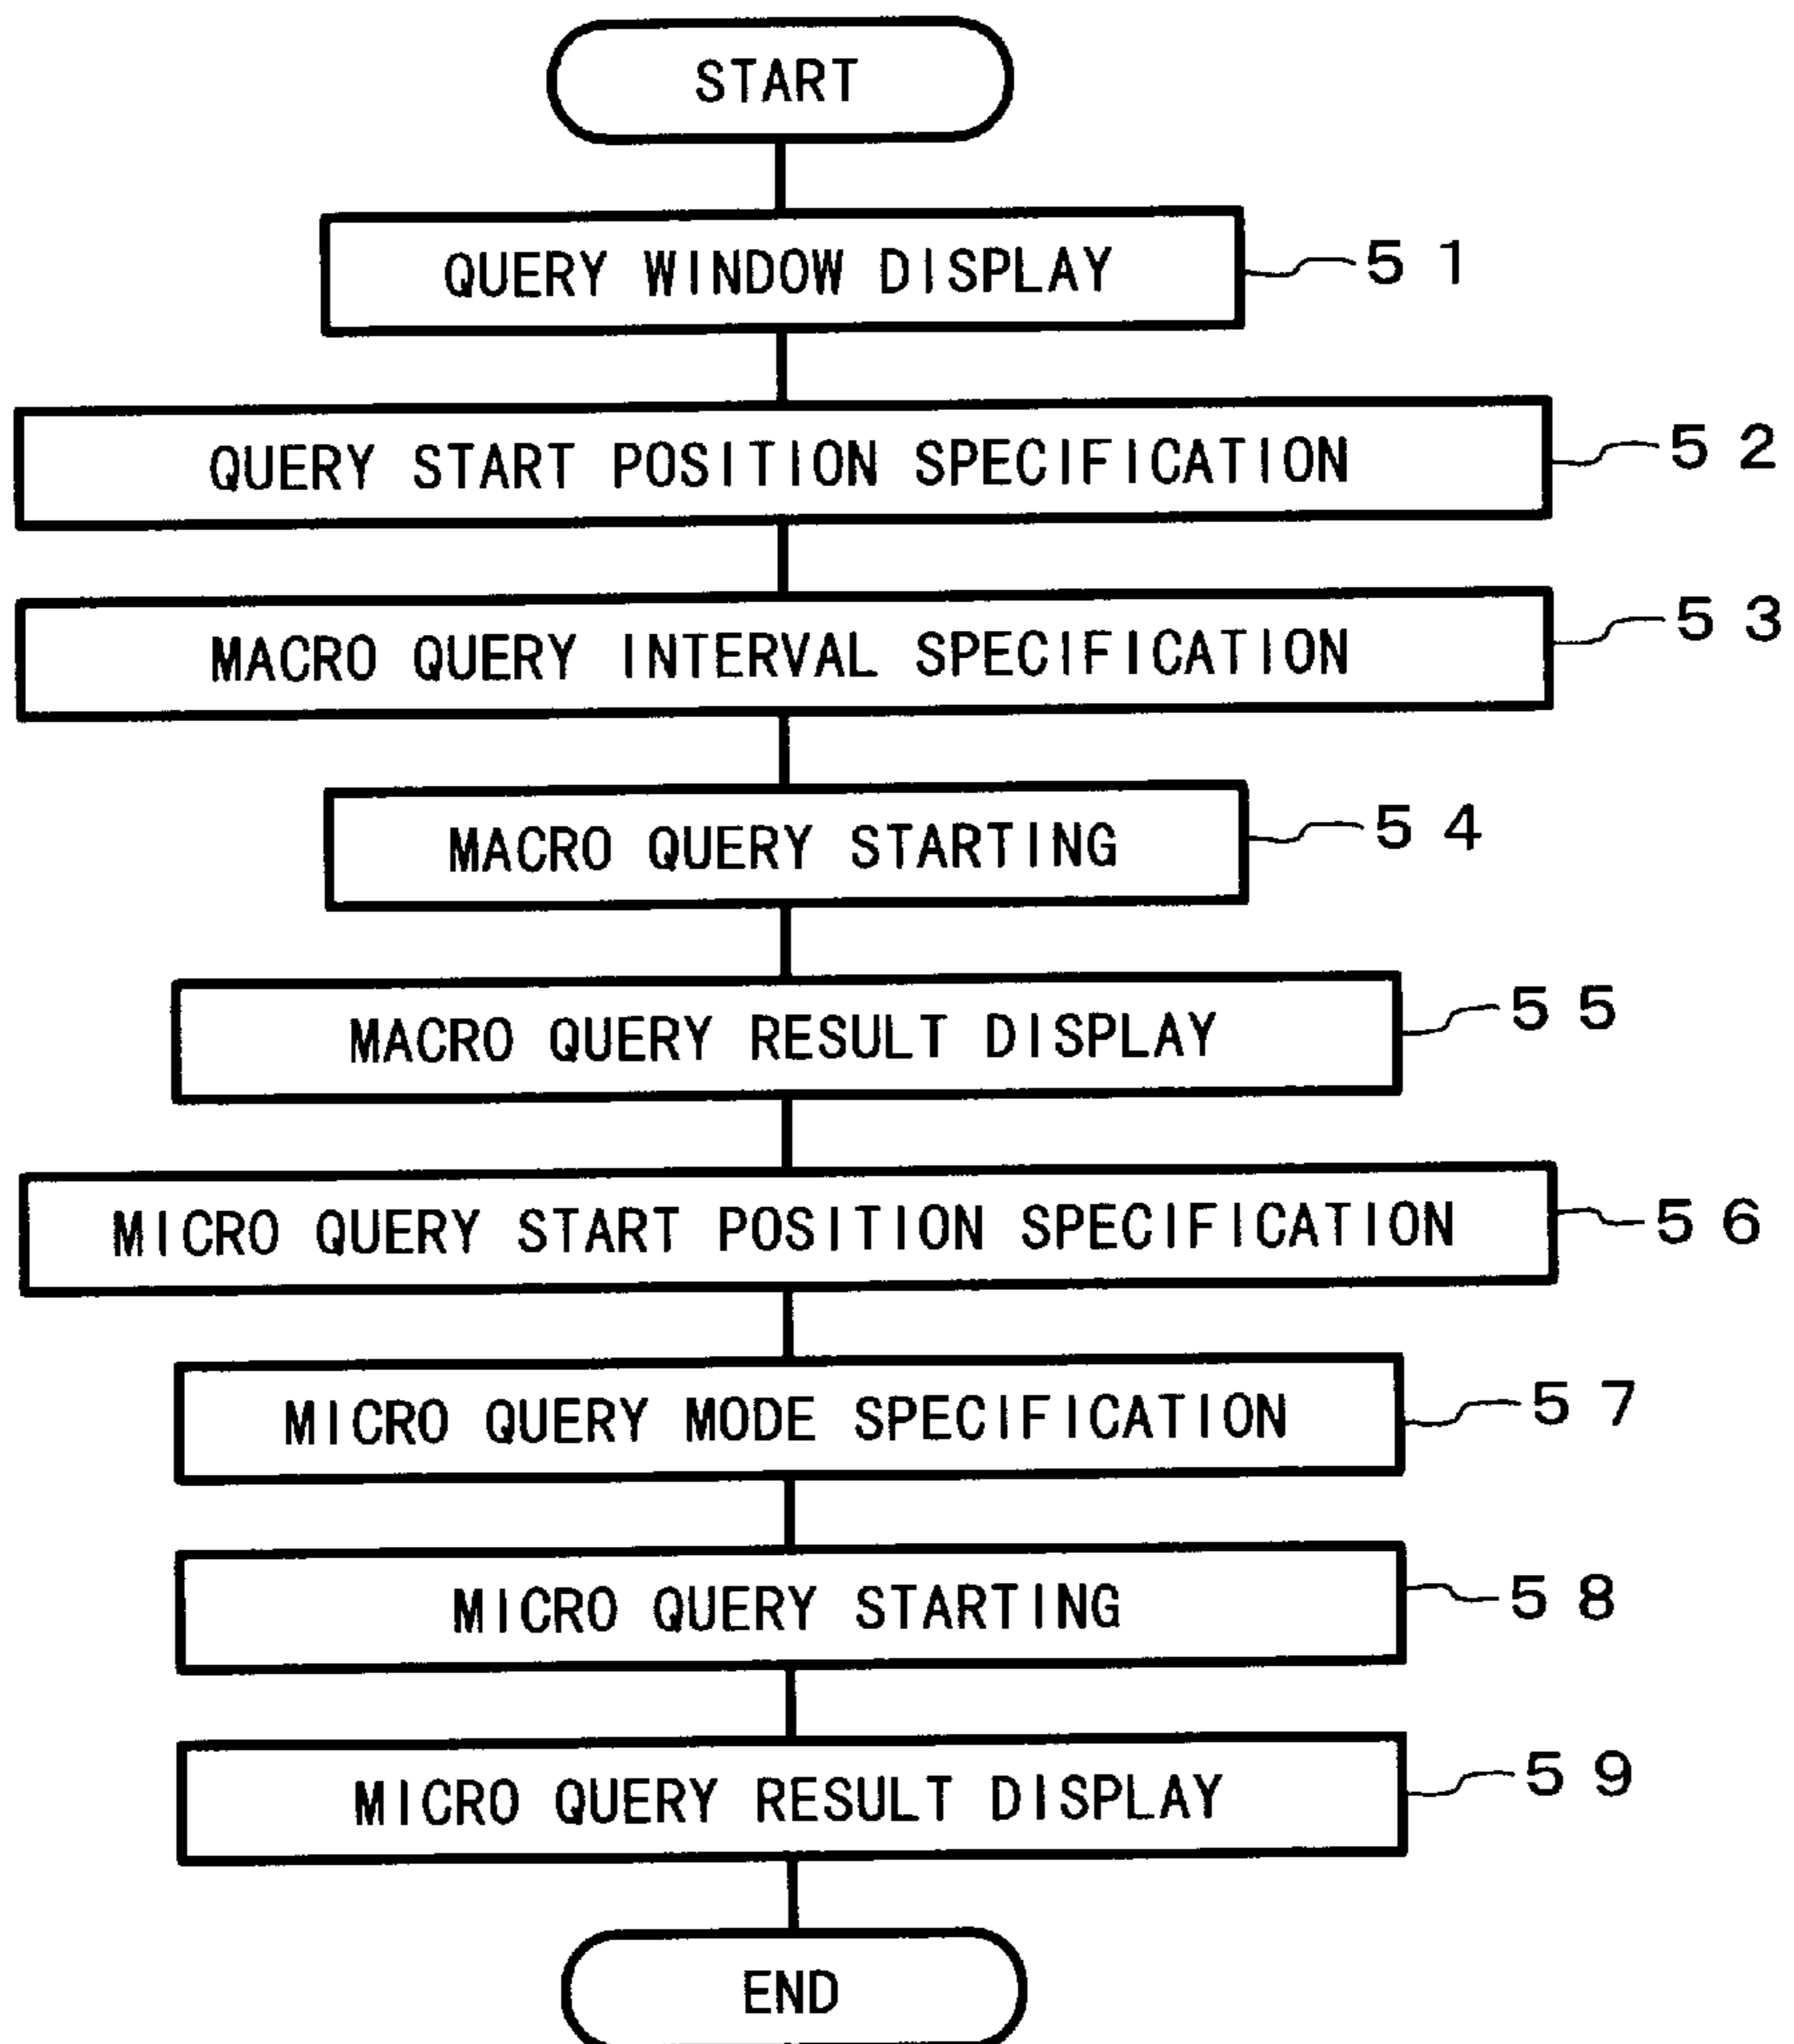 START
QUERY WINDOW DISPLAY 51
QUERY START POSITION SPECIFICATION 52
MACRO QUERY INTERVAL SPECIFICATION 53
MACRO QUERY STARTING 54
MACRO QUERY RESULT DISPLAY 55
MICRO QUERY START POSITION SPECIFICATION 56
MICRO QUERY MODE SPECIFICATION 57
MICRO QUERY STARTING 58
MICRO QUERY RESULT DISPLAY 59
END